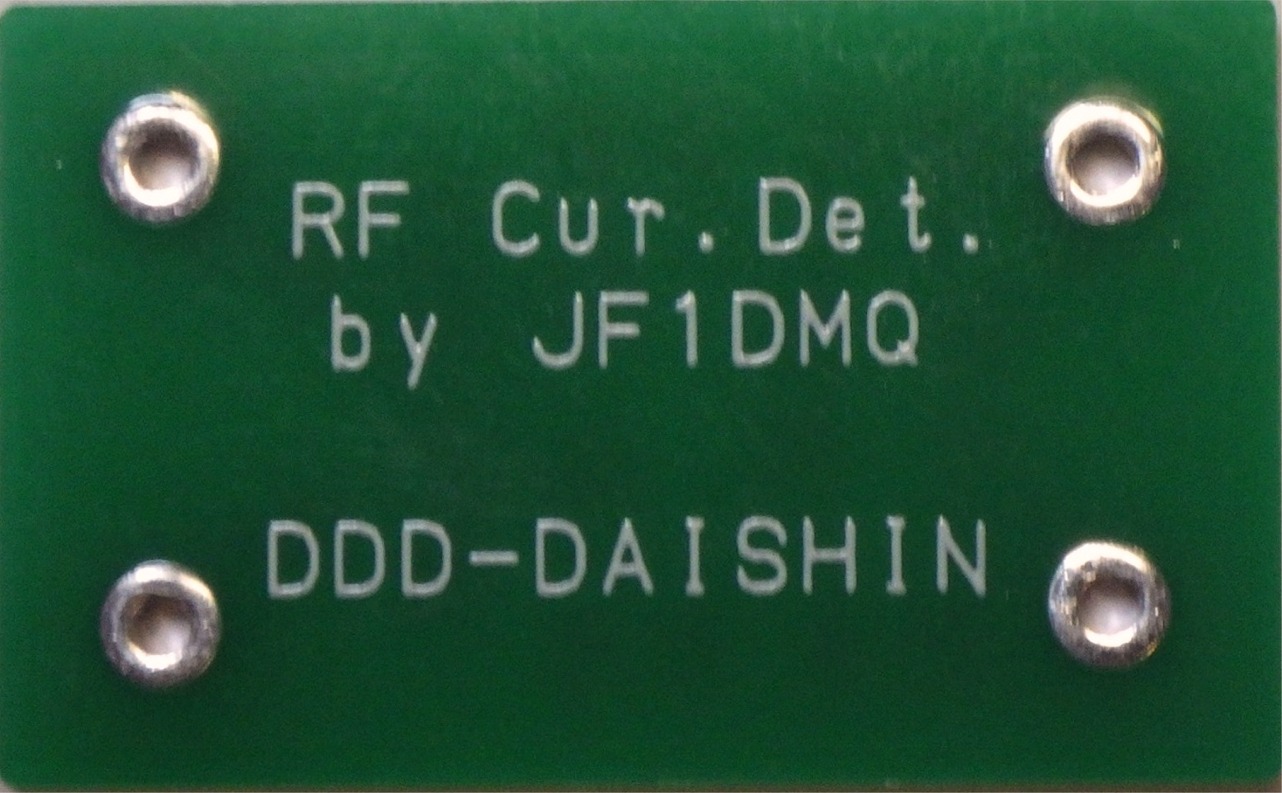 RF Cur.Det.
by JF1DMQ
DDD-DAISHIN